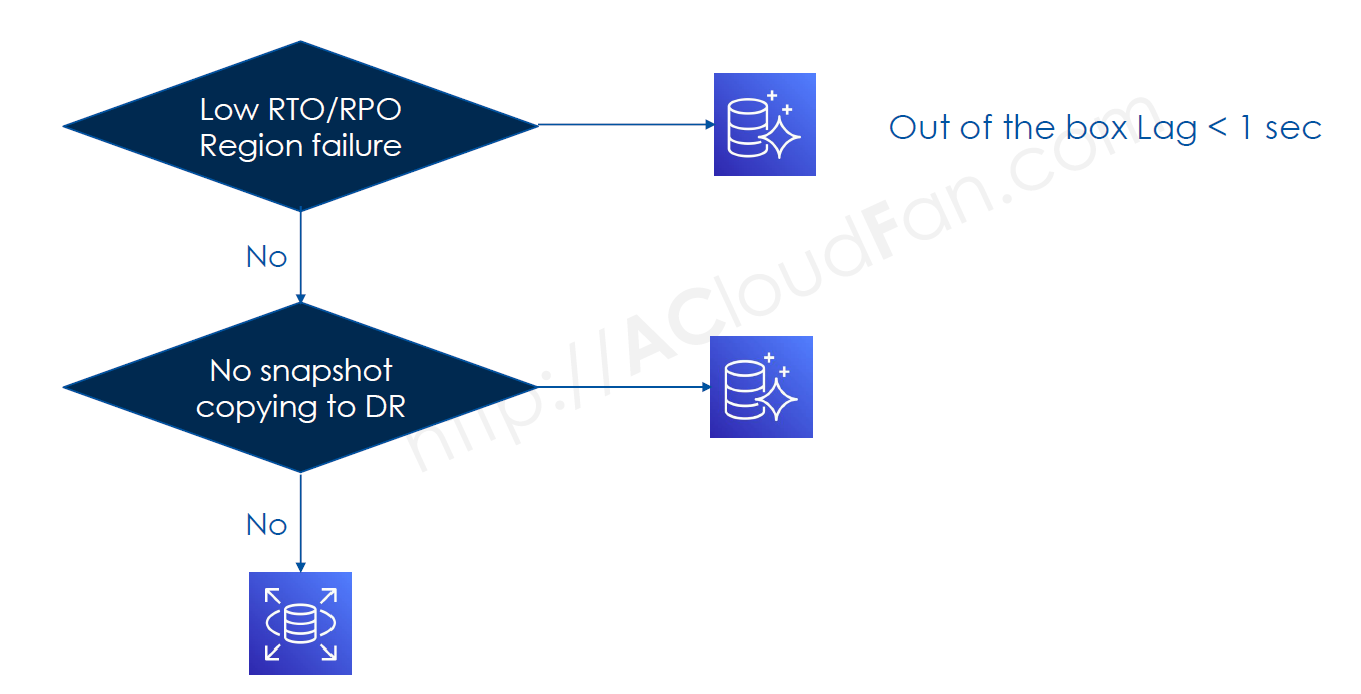 Low RTO/RPO
Region failure
Out of the box Lag < 1 sec
No
No snapshot
copying to DR
No
http://ACloudFan.com